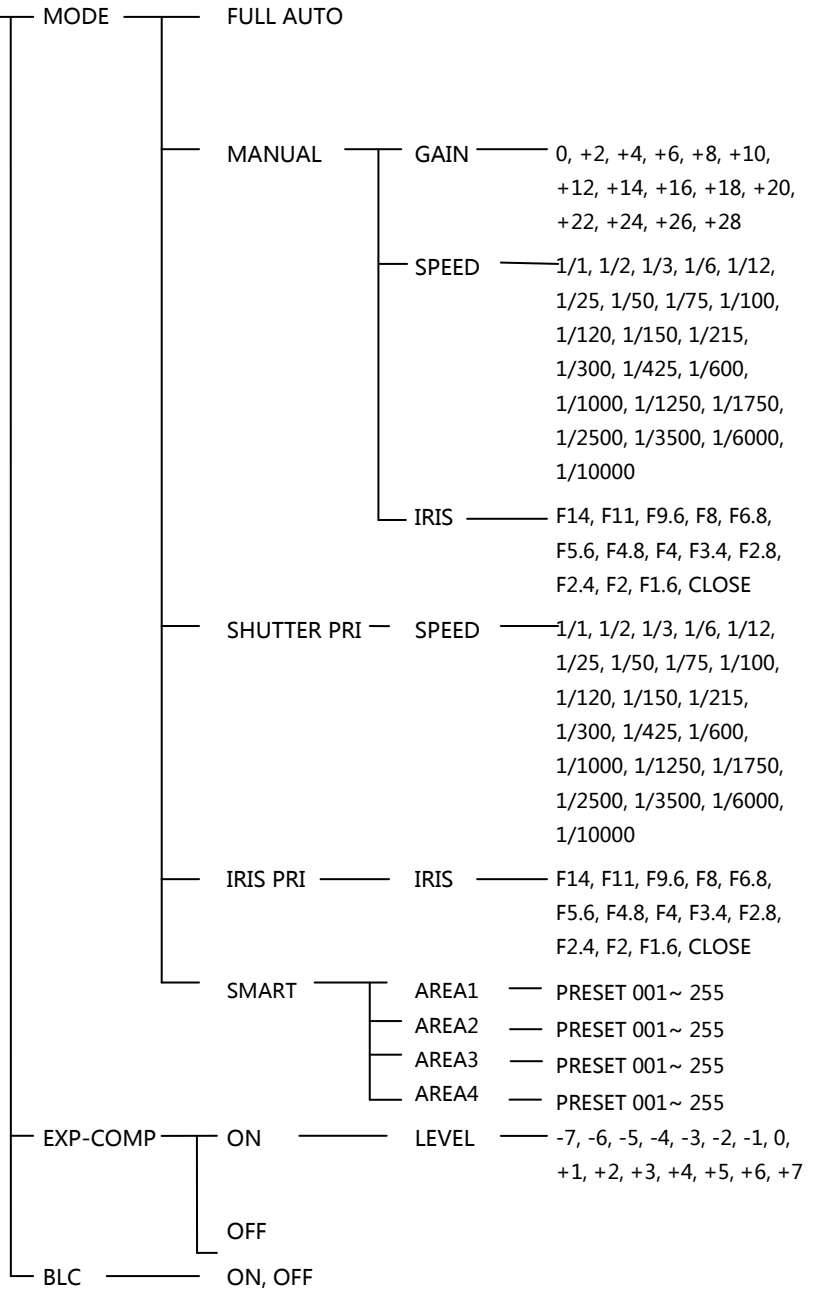 MODE FULL AUTO
MANUAL GAIN 0, +2, +4, +6, +8, +10,
+12, +14, +16, +18, +20,
+22, +24, +26, +28
SPEED 1/1, 1/2, 1/3, 1/6, 1/12,
1/25, 1/50, 1/75, 1/100,
1/120, 1/150, 1/215,
1/300, 1/425, 1/600,
1/1000, 1/1250, 1/1750,
1/2500, 1/3500, 1/6000,
1/10000
IRIS F14, F11, F9.6, F8, F6.8,
F5.6, F4.8, F4, F3.4, F2.8,
F2.4, F2, F1.6, CLOSE
SHUTTER PRI SPEED 1/1, 1/2, 1/3, 1/6, 1/12,
1/25, 1/50, 1/75, 1/100,
1/120, 1/150, 1/215,
1/300, 1/425, 1/600,
1/1000, 1/1250, 1/1750,
1/2500, 1/3500, 1/6000,
1/10000
IRIS PRI IRIS F14, F11, F9.6, F8, F6.8,
F5.6, F4.8, F4, F3.4, F2.8,
F2.4, F2, F1.6, CLOSE
SMART AREA1 PRESET 001~ 255
AREA2 PRESET 001~ 255
AREA3 PRESET 001~ 255
AREA4 PRESET 001~ 255
EXP-COMP ON LEVEL -7, -6, -5, -4, -3, -2, -1, 0,
+1, +2, +3, +4, +5, +6, +7
OFF
BLC ON, OFF